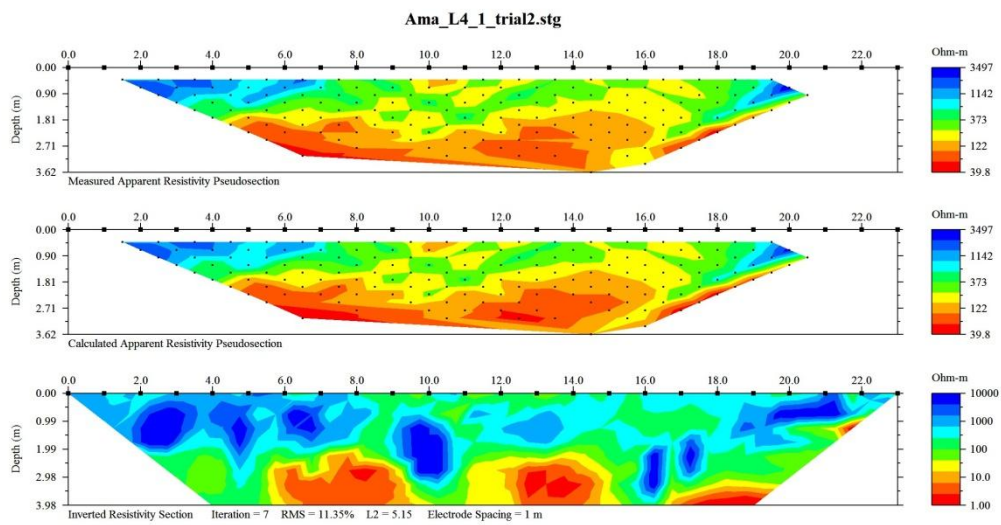 Ama_L4_1_trial2.stg
0.0 2.0 4.0 6.0 8.0 10.0 12.0 14.0 16.0 18.0 20.0 22.0 Ohm-m
0.00 3497
0.90 1142
Depth (m) 1.81 373
2.71 122
3.62 39.8
Measured Apparent Resistivity Pseudosection
0.0 2.0 4.0 6.0 8.0 10.0 12.0 14.0 16.0 18.0 20.0 22.0 Ohm-m
0.00 3497
0.90 1142
Depth (m) 1.81 373
2.71 122
3.62 39.8
Calculated Apparent Resistivity Pseudosection
0.0 2.0 4.0 6.0 8.0 10.0 12.0 14.0 16.0 18.0 20.0 22.0 Ohm-m
0.00 10000
0.99 1000
Depth (m) 1.99 100
2.98 10.0
3.98 1.00
Inverted Resistivity Section Iteration = 7 RMS = 11.35% L2 = 5.15 Electrode Spacing = 1 m